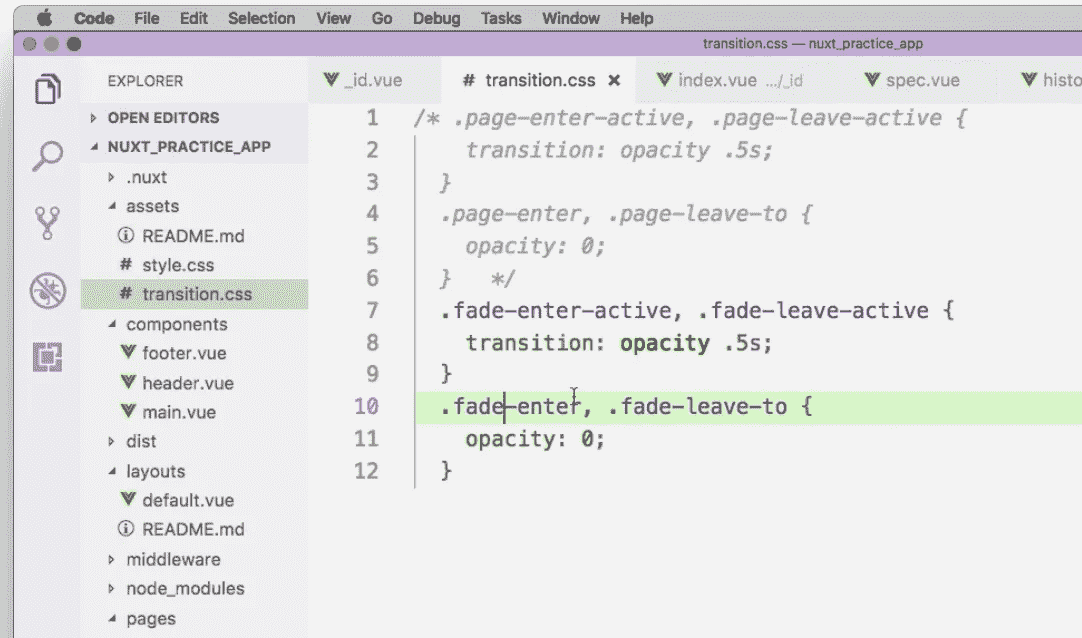 Code File Edit Selection View Go Debug Tasks Window Help
transition.css — nuxt_practice_app
EXPLORER
OPEN EDITORS
NUXT_PRACTICE_APP
.nuxt
assets
README.md
style.css
transition.css
components
footer.vue
header.vue
main.vue
dist
layouts
default.vue
README.md
middleware
node_modules
pages
_id.vue # transition.css × index.vue .../_id spec.vue histo
1 /* .page-enter-active, .page-leave-active {
2 transition: opacity .5s;
3 }
4 .page-enter, .page-leave-to {
5 opacity: 0;
6 } */
7 .fade-enter-active, .fade-leave-active {
8 transition: opacity .5s;
9 }
10 .fade-enter, .fade-leave-to {
11 opacity: 0;
12 }